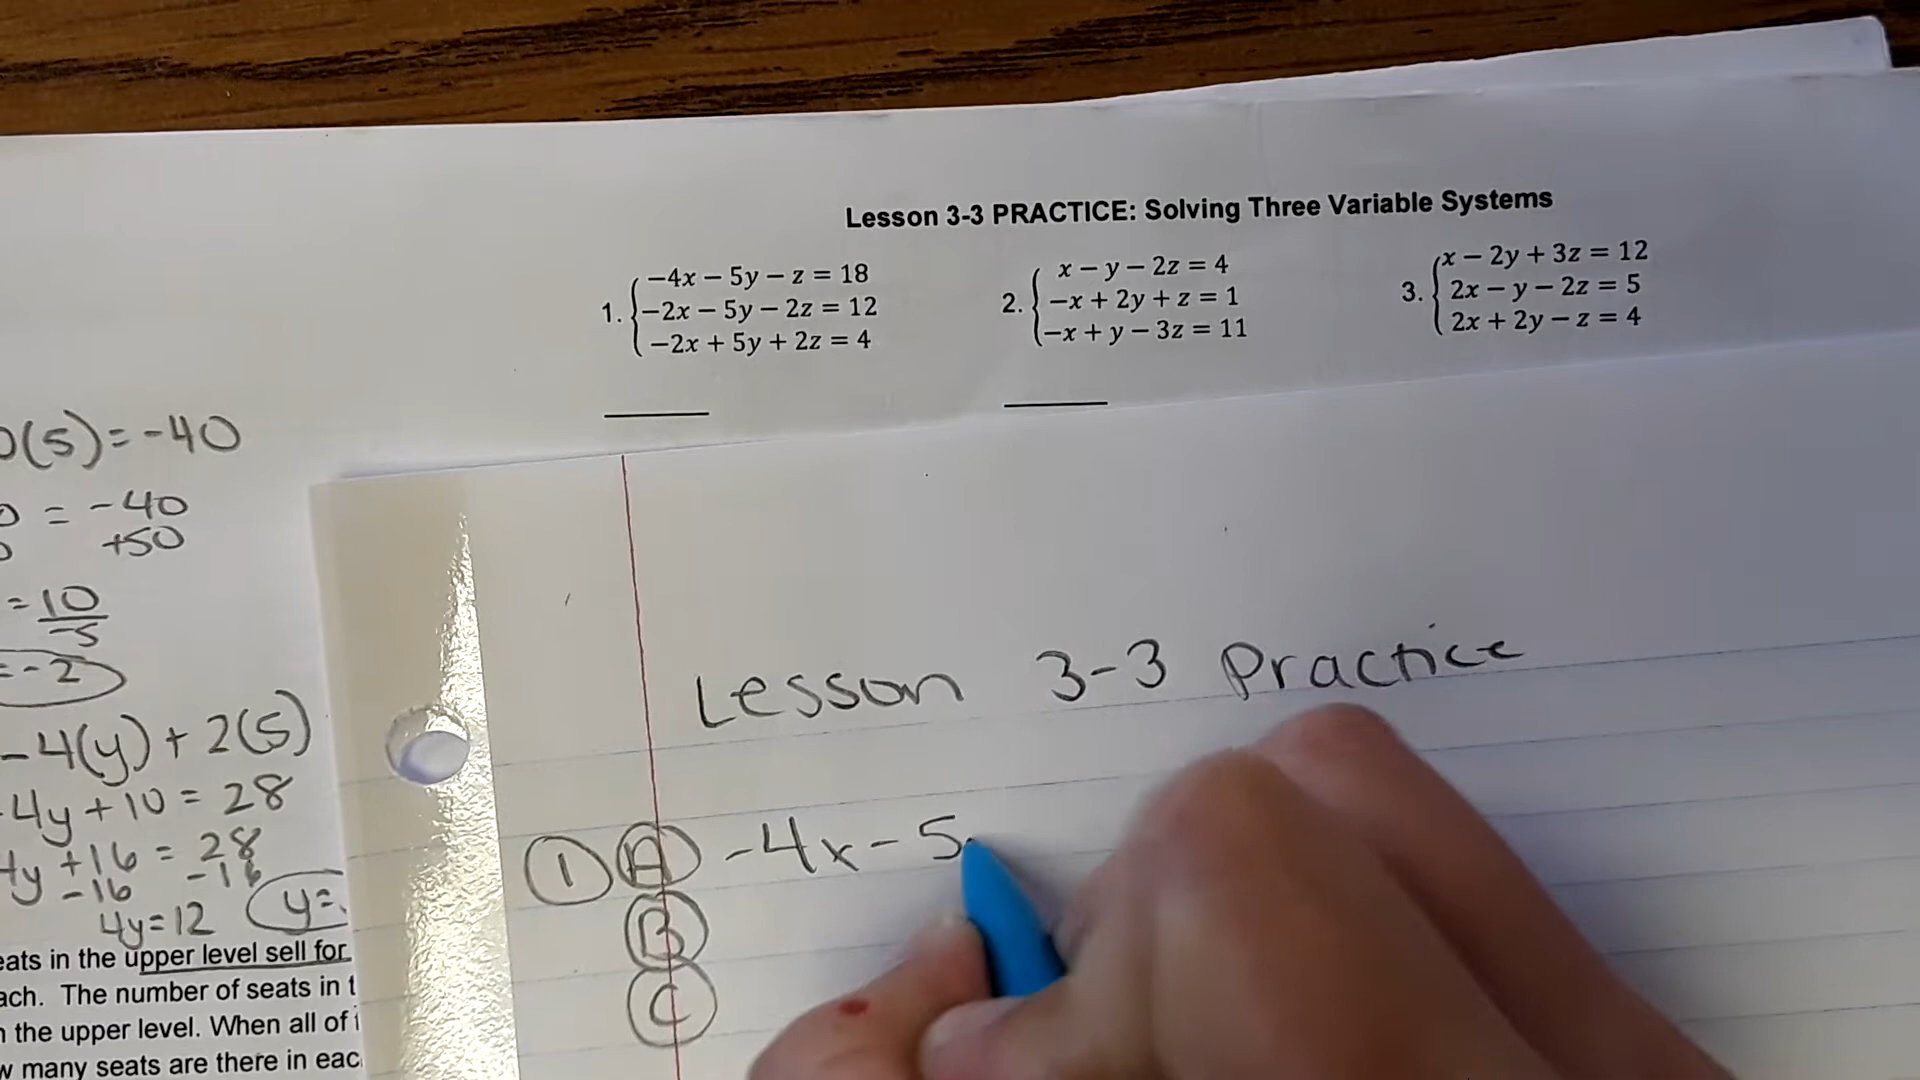 Lesson 3-3 PRACTICE: Solving Three Variable Systems
1. { −4x − 5y − z = 18
−2x − 5y − 2z = 12
−2x + 5y + 2z = 4
2. { x − y − 2z = 4
−x + 2y + z = 1
−x + y − 3z = 11
3. { x − 2y + 3z = 12
2x − y − 2z = 5
2x + 2y − z = 4
(5)=-40
= -40
+50
=10
-5
=-2
-4(y)+2(5)
4y+10=28
y+16=28
-16 -16
4y=12 y=
eats in the upper level sell for
ach. The number of seats in t
the upper level. When all of
w many seats are there in eac
Lesson 3-3 Practice
1 A -4x-5
B
C